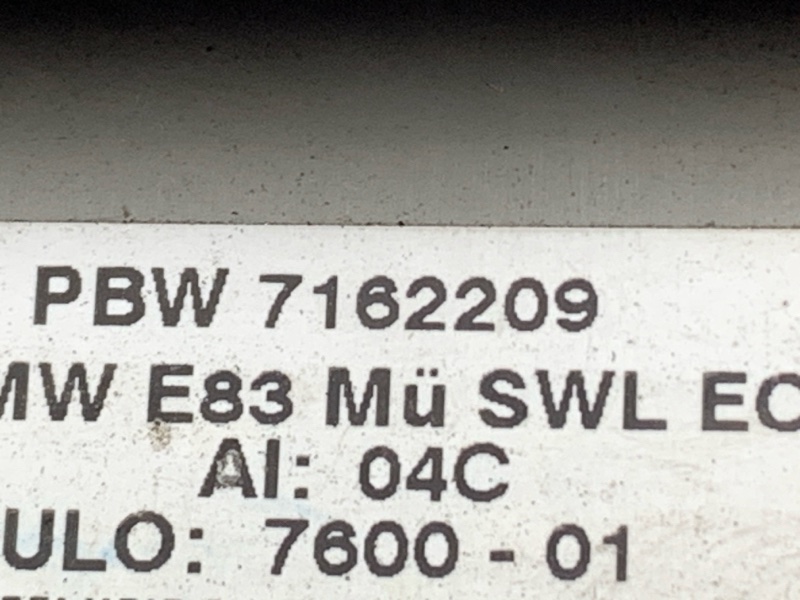 PBW 7162209
MW E83 Mü SWL EC
AI: 04C
ULO: 7600 - 01